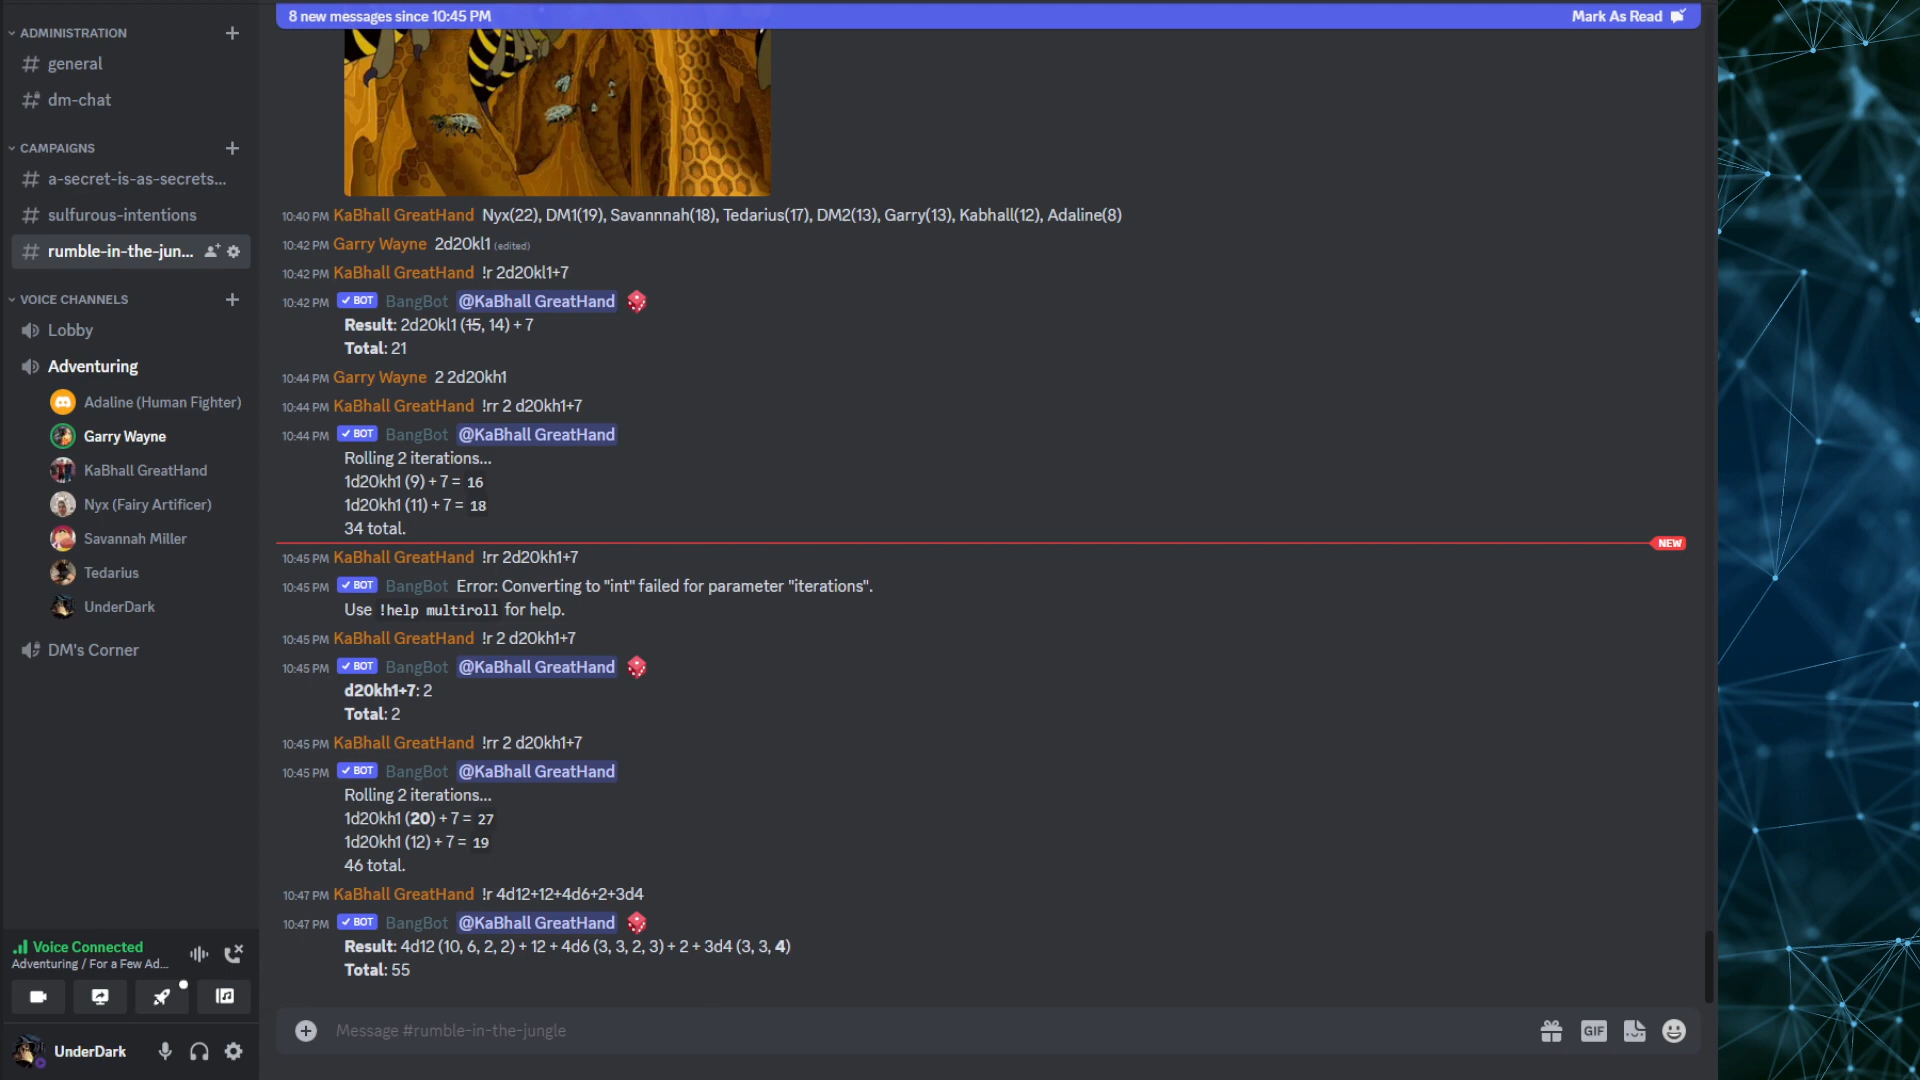 ADMINISTRATION
general
dm-chat
CAMPAIGNS
a-secret-is-as-secrets...
sulfurous-intentions
rumble-in-the-jun...
VOICE CHANNELS
Lobby
Adventuring
Adaline (Human Fighter)
Garry Wayne
KaBhall GreatHand
Nyx (Fairy Artificer)
Savannah Miller
Tedarius
UnderDark
DM's Corner
Voice Connected
Adventuring / For a Few Ad...
UnderDark
8 new messages since 10:45 PM Mark As Read
10:40 PM KaBhall GreatHand Nyx(22), DM1(19), Savannnah(18), Tedarius(17), DM2(13), Garry(13), Kabhall(12), Adaline(8)
10:42 PM Garry Wayne 2d20kl1 (edited)
10:42 PM KaBhall GreatHand !r 2d20kl1+7
10:42 PM BOT BangBot @KaBhall GreatHand
Result: 2d20kl1 (15, 14) + 7
Total: 21
10:44 PM Garry Wayne 2 2d20kh1
10:44 PM KaBhall GreatHand !rr 2 d20kh1+7
10:44 PM BOT BangBot @KaBhall GreatHand
Rolling 2 iterations...
1d20kh1 (9) + 7 = 16
1d20kh1 (11) + 7 = 18
34 total.
NEW
10:45 PM KaBhall GreatHand !rr 2d20kh1+7
10:45 PM BOT BangBot Error: Converting to "int" failed for parameter "iterations".
Use !help multiroll for help.
10:45 PM KaBhall GreatHand !r 2 d20kh1+7
10:45 PM BOT BangBot @KaBhall GreatHand
d20kh1+7: 2
Total: 2
10:45 PM KaBhall GreatHand !rr 2 d20kh1+7
10:45 PM BOT BangBot @KaBhall GreatHand
Rolling 2 iterations...
1d20kh1 (20) + 7 = 27
1d20kh1 (12) + 7 = 19
46 total.
10:47 PM KaBhall GreatHand !r 4d12+12+4d6+2+3d4
10:47 PM BOT BangBot @KaBhall GreatHand
Result: 4d12 (10, 6, 2, 2) + 12 + 4d6 (3, 3, 2, 3) + 2 + 3d4 (3, 3, 4)
Total: 55
Message #rumble-in-the-jungle
GIF